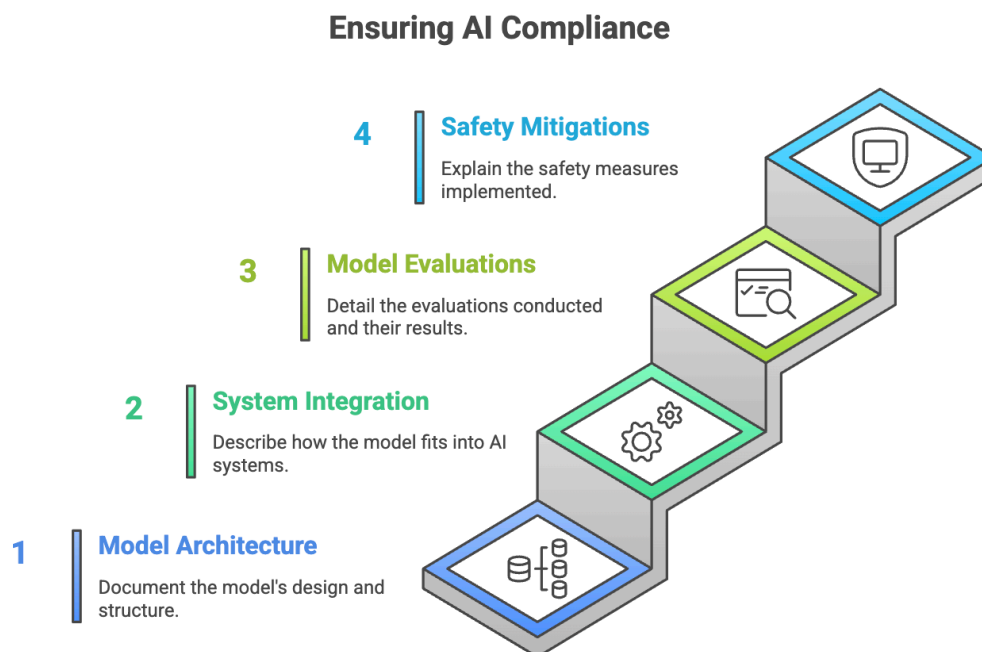 Ensuring AI Compliance
4
Safety Mitigations
Explain the safety measures
implemented.
3
Model Evaluations
Detail the evaluations conducted
and their results.
2
System Integration
Describe how the model fits into AI
systems.
1
Model Architecture
Document the model's design and
structure.